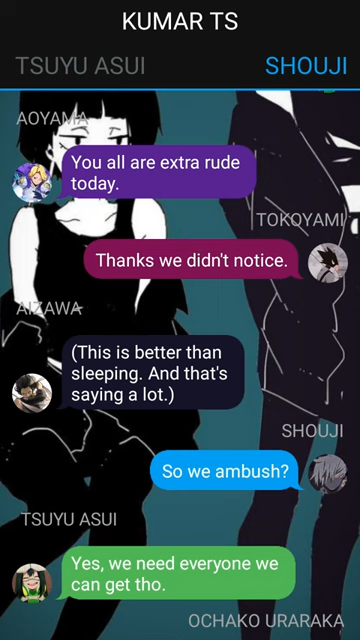 KUMAR TS
TSUYU ASUI
SHOUJI
AOYAMA
You all are extra rude
today.
TOKOYAMI
Thanks we didn't notice.
AIZAWA
(This is better than
sleeping. And that's
saying a lot.)
SHOUJI
So we ambush?
TSUYU ASUI
Yes, we need everyone we
can get tho.
OCHAKO URARAKA